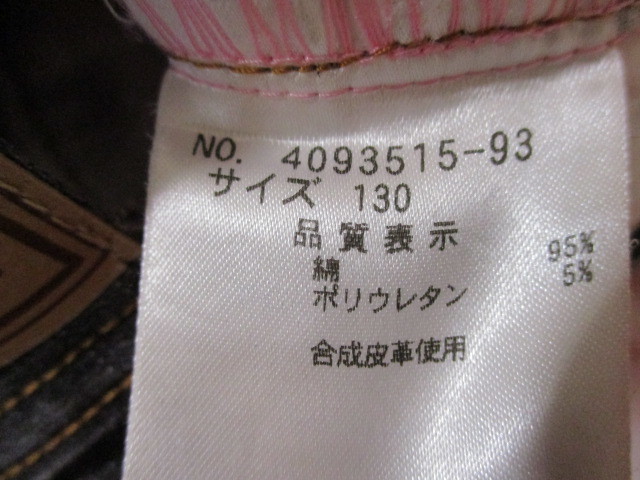 NO. 4093515-93
サイズ 130
品質表示
綿 95%
ポリウレタン 5%
合成皮革使用